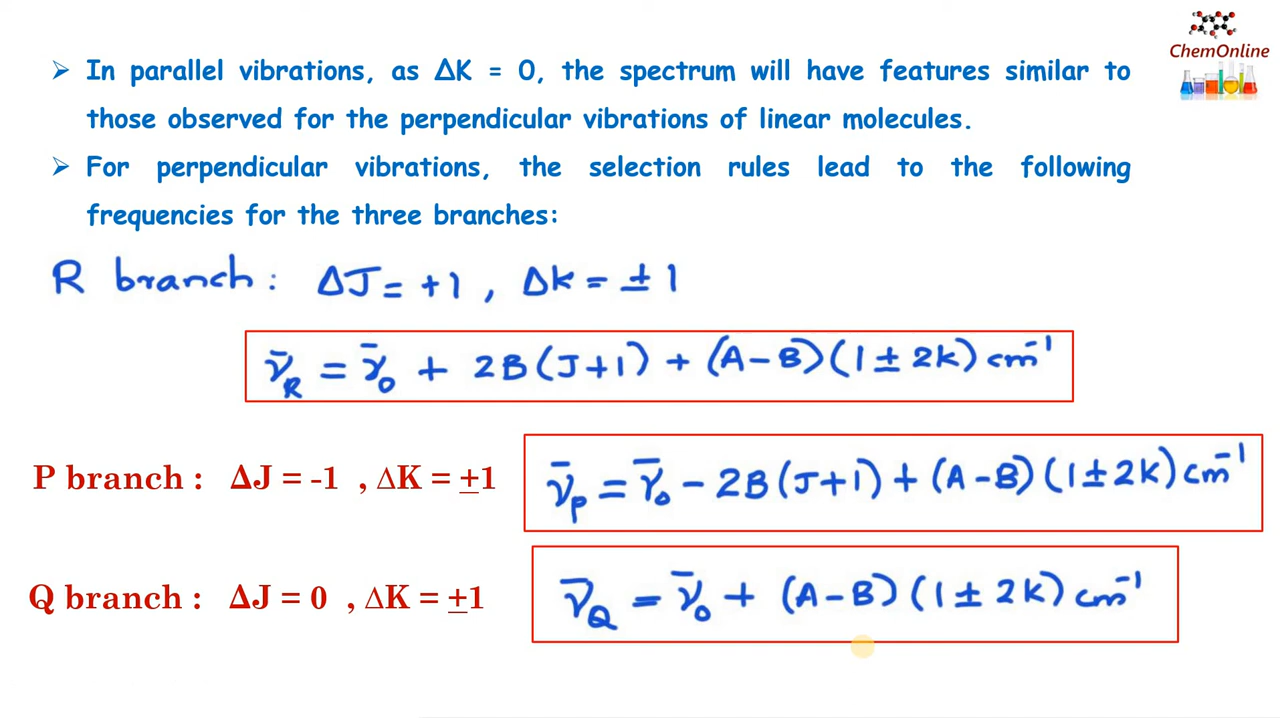 ChemOnline
➢ In parallel vibrations, as ΔK = 0, the spectrum will have features similar to
those observed for the perpendicular vibrations of linear molecules.
➢ For perpendicular vibrations, the selection rules lead to the following
frequencies for the three branches:
R branch : ΔJ = +1 , ΔK = ± 1
ν̄_R = ν̄₀ + 2B(J+1) + (A−B)(1 ± 2K) cm⁻¹
P branch : ΔJ = -1 , ΔK = ±1 ν̄_P = ν̄₀ − 2B(J+1) + (A−B)(1 ± 2K) cm⁻¹
Q branch : ΔJ = 0 , ΔK = ±1 ν̄_Q = ν̄₀ + (A−B)(1 ± 2K) cm⁻¹